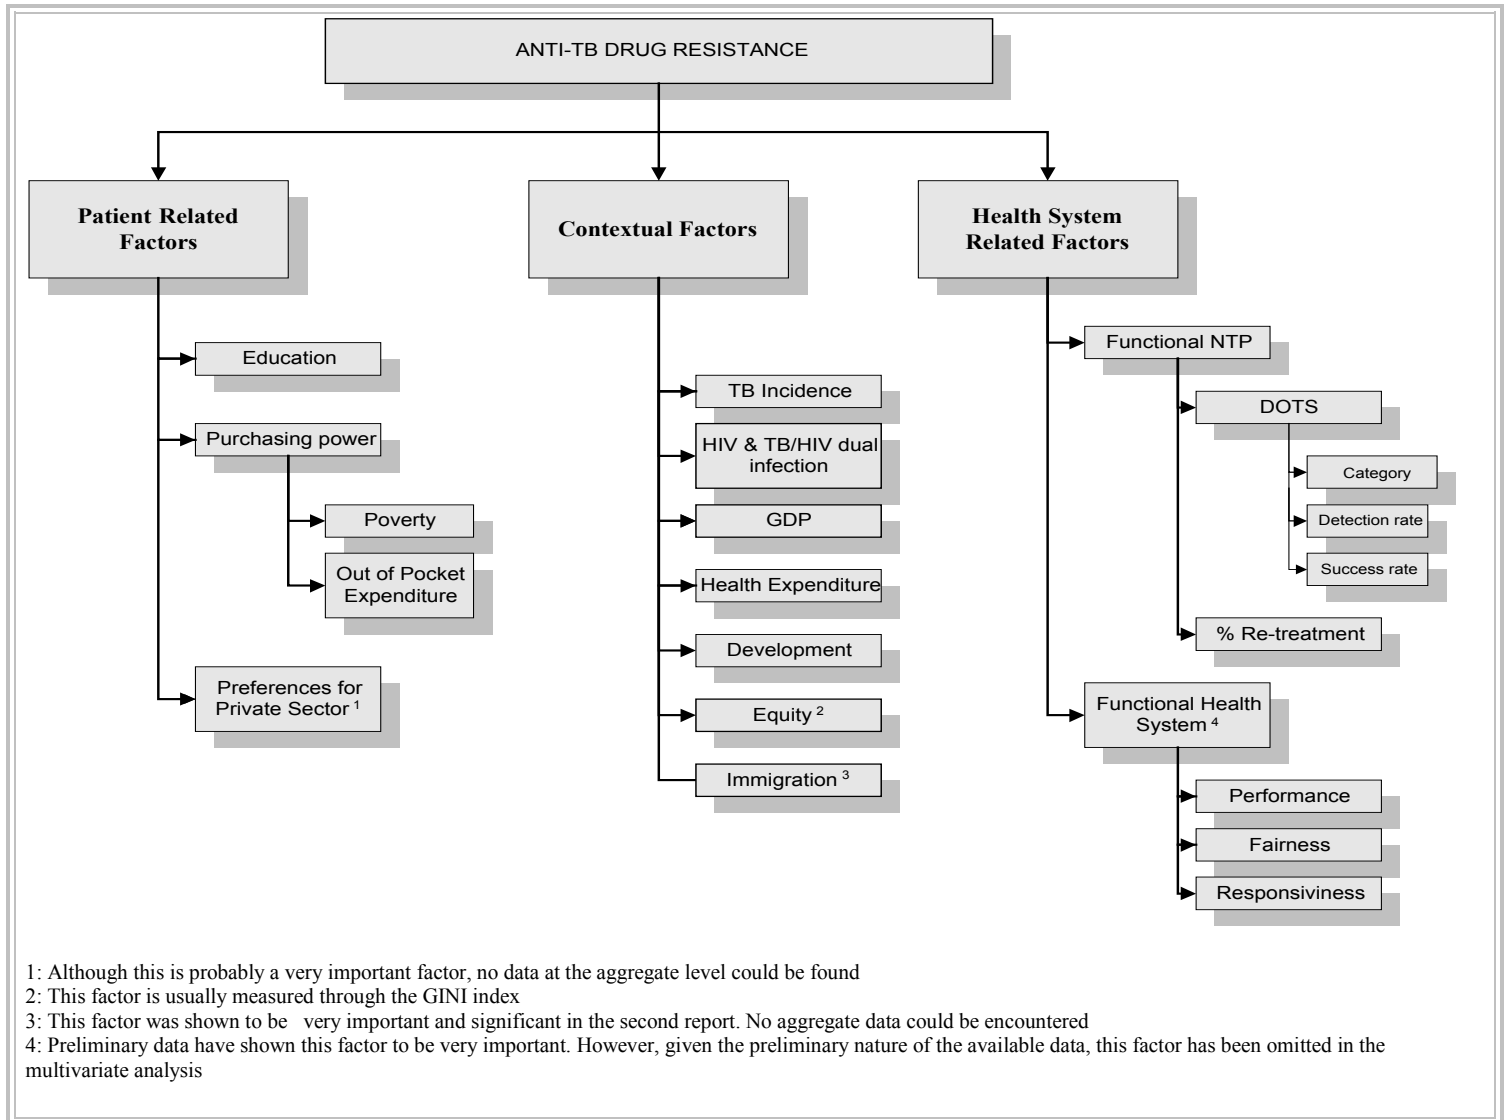 ANTI-TB DRUG RESISTANCE
Patient Related
Factors
Education
Purchasing power
Poverty
Out of Pocket
Expenditure
Preferences for
Private Sector 1
Contextual Factors
TB Incidence
HIV & TB/HIV dual
infection
GDP
Health Expenditure
Development
Equity 2
Immigration 3
Health System
Related Factors
Functional NTP
DOTS
Category
Detection rate
Success rate
% Re-treatment
Functional Health
System 4
Performance
Fairness
Responsiviness
1: Although this is probably a very important factor, no data at the aggregate level could be found
2: This factor is usually measured through the GINI index
3: This factor was shown to be very important and significant in the second report. No aggregate data could be encountered
4: Preliminary data have shown this factor to be very important. However, given the preliminary nature of the available data, this factor has been omitted in the
multivariate analysis